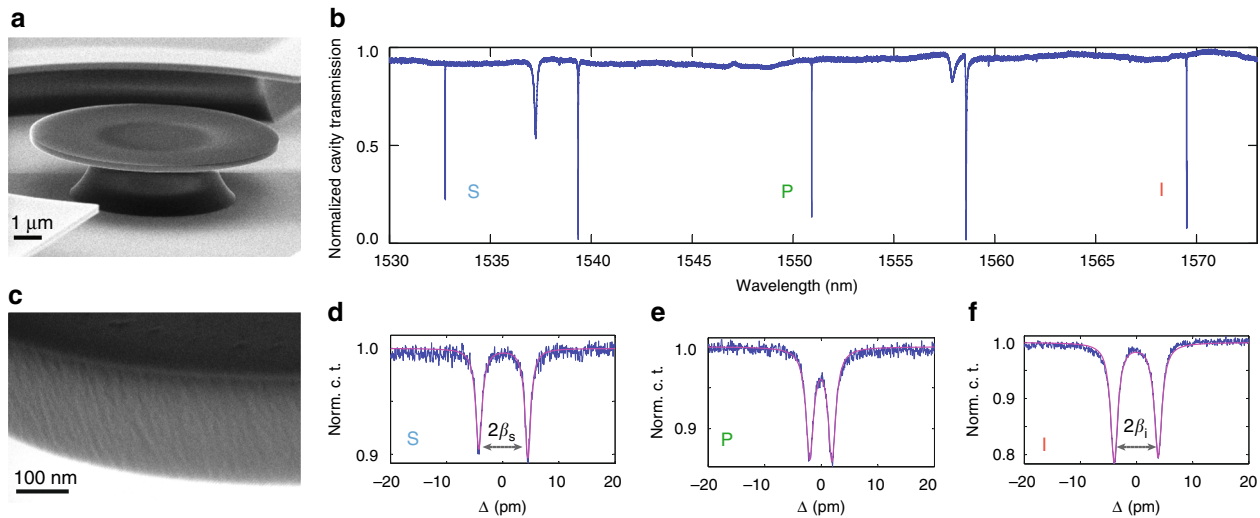 a
1 μm
b
Normalized cavity transmission
1.0
0.5
0.0
S
P
I
1530
1535
1540
1545
1550
1555
1560
1565
1570
Wavelength (nm)
c
100 nm
d
Norm. c. t.
1.0
0.9
2βs
S
−20
−10
0
10
20
Δ (pm)
e
Norm. c. t.
1.0
0.9
P
−20
−10
0
10
20
Δ (pm)
f
Norm. c. t.
1.0
0.9
0.8
2βi
I
−20
−10
0
10
20
Δ (pm)